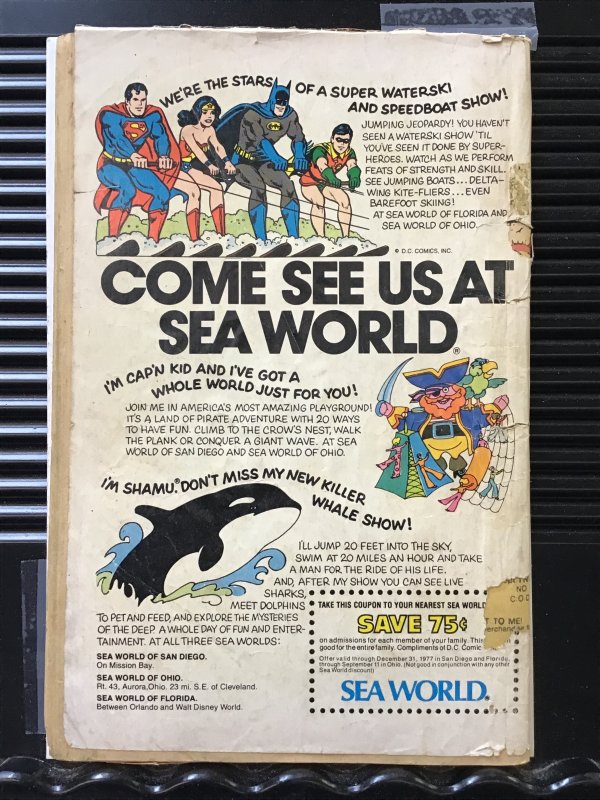 WE'RE THE STARS OF A SUPER WATERSKI
AND SPEEDBOAT SHOW!
JUMPING JEOPARDY! YOU HAVEN'T
SEEN A WATERSKI SHOW 'TIL
YOU'VE SEEN IT DONE BY SUPER-
HEROES. WATCH AS WE PERFORM
FEATS OF STRENGTH AND SKILL.
SEE JUMPING BOATS...DELTA-
WING KITE-FLIERS...EVEN
BAREFOOT SKIING!
AT SEA WORLD OF FLORIDA AND
SEA WORLD OF OHIO.
© D.C. COMICS, INC.
COME SEE US AT
SEA WORLD®
I'M CAP'N KID AND I'VE GOT A
WHOLE WORLD JUST FOR YOU!
JOIN ME IN AMERICA'S MOST AMAZING PLAYGROUND!
IT'S A LAND OF PIRATE ADVENTURE WITH 20 WAYS
TO HAVE FUN. CLIMB TO THE CROW'S NEST, WALK
THE PLANK OR CONQUER A GIANT WAVE. AT SEA
WORLD OF SAN DIEGO AND SEA WORLD OF OHIO.
I'M SHAMU.® DON'T MISS MY NEW KILLER
WHALE SHOW!
I'LL JUMP 20 FEET INTO THE SKY,
SWIM AT 20 MILES AN HOUR AND TAKE
A MAN FOR THE RIDE OF HIS LIFE.
AND, AFTER MY SHOW YOU CAN SEE LIVE
SHARKS,
MEET DOLPHINS
TO PET AND FEED, AND EXPLORE THE MYSTERIES
OF THE DEEP. A WHOLE DAY OF FUN AND ENTER-
TAINMENT. AT ALL THREE SEA WORLDS:
SEA WORLD OF SAN DIEGO.
On Mission Bay.
SEA WORLD OF OHIO.
Rt. 43, Aurora, Ohio. 23 mi. S.E. of Cleveland.
SEA WORLD OF FLORIDA.
Between Orlando and Walt Disney World.
TAKE THIS COUPON TO YOUR NEAREST SEA WORLD
SAVE 75¢
on admissions for each member of your family. This
good for the entire family. Compliments of D.C. Comic
Offer valid through December 31, 1977 in San Diego and Florida,
through September 11 in Ohio. (Not good in conjunction with any other
Sea World discount)
SEA WORLD®
NO
C.O.D
T TO ME!